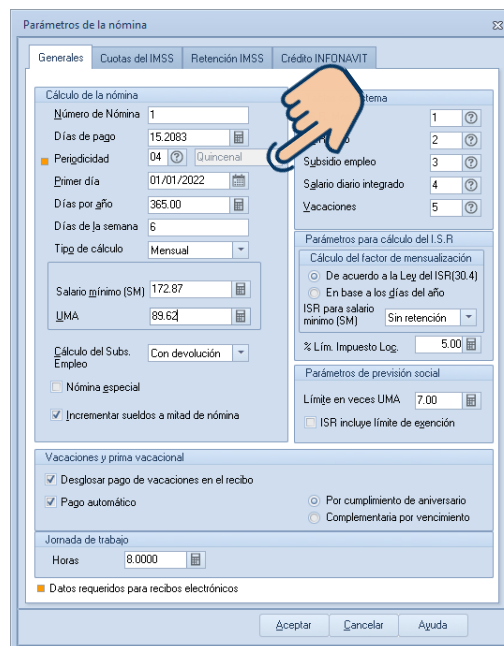 Parámetros de la nómina
Generales
Cuotas del IMSS
Retención IMSS
Crédito INFONAVIT
Cálculo de la nómina
Número de Nómina 1
Días de pago 15.2083
Periodicidad 04 Quincenal
Primer día 01/01/2022
Días por año 365.00
Días de la semana 6
Tipo de cálculo Mensual
Salario mínimo (SM) 172.87
UMA 89.62
Cálculo del Subs. Empleo Con devolución
Nómina especial
Incrementar sueldos a mitad de nómina
1
2
Subsidio empleo 3
Salario diario integrado 4
Vacaciones 5
Parámetros para cálculo del I.S.R
Cálculo del factor de mensualización
De acuerdo a la Ley del ISR(30.4)
En base a los días del año
ISR para salario
minimo (SM) Sin retención
% Lím. Impuesto Loc. 5.00
Parámetros de previsión social
Límite en veces UMA 7.00
ISR incluye límite de exención
Vacaciones y prima vacacional
Desglosar pago de vacaciones en el recibo
Pago automático
Por cumplimiento de aniversario
Complementaria por vencimiento
Jornada de trabajo
Horas 8.0000
Datos requeridos para recibos electrónicos
Aceptar
Cancelar
Ayuda